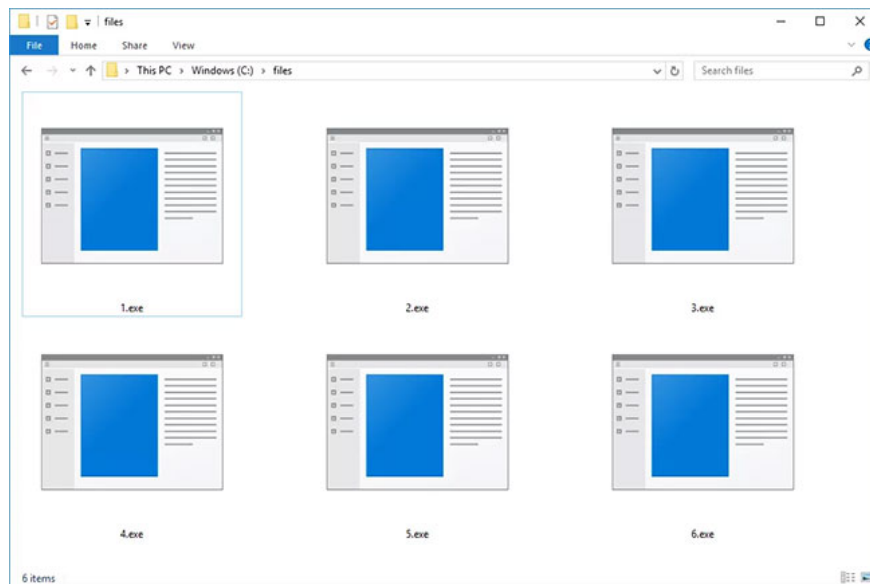 files
File Home Share View
This PC > Windows (C:) > files Search files
1.exe 2.exe 3.exe
4.exe 5.exe 6.exe
6 items